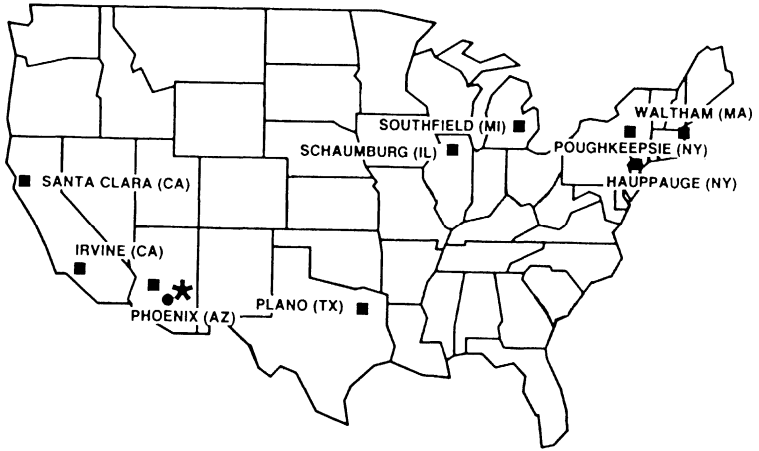 WALTHAM (MA)
SOUTHFIELD (MI)
SCHAUMBURG (IL)
POUGHKEEPSIE (NY)
SANTA CLARA (CA)
HAUPPAUGE (NY)
IRVINE (CA)
PLANO (TX)
PHOENIX (AZ)